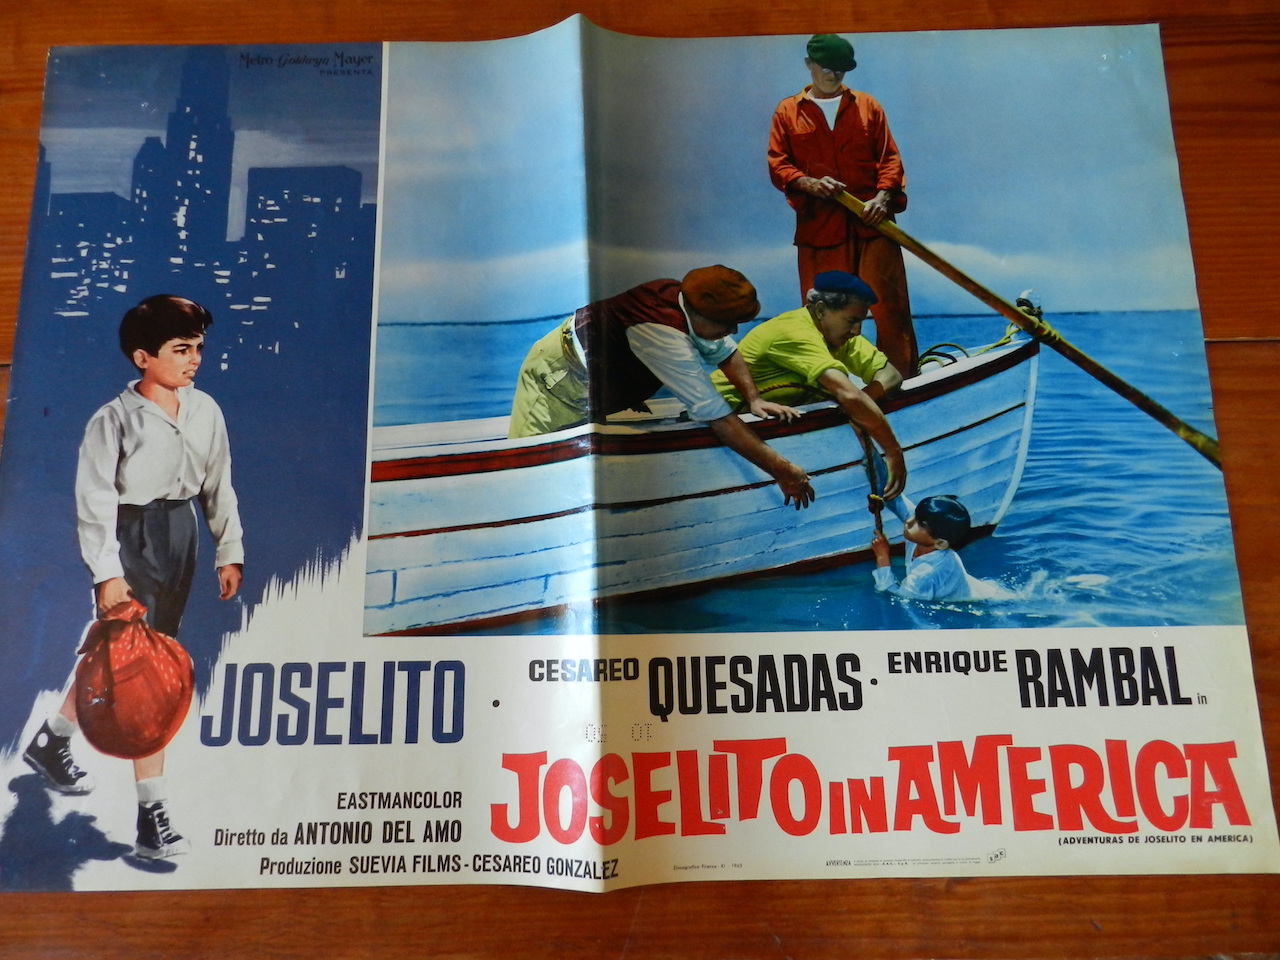 Metro-Goldwyn-Mayer
PRESENTA
JOSELITO · CESAREO QUESADAS · ENRIQUE RAMBAL in
JOSELITO IN AMERICA
(ADVENTURAS DE JOSELITO EN AMERICA)
EASTMANCOLOR
Diretto da ANTONIO DEL AMO
Produzione SUEVIA FILMS - CESAREO GONZALEZ
AVVERTENZA